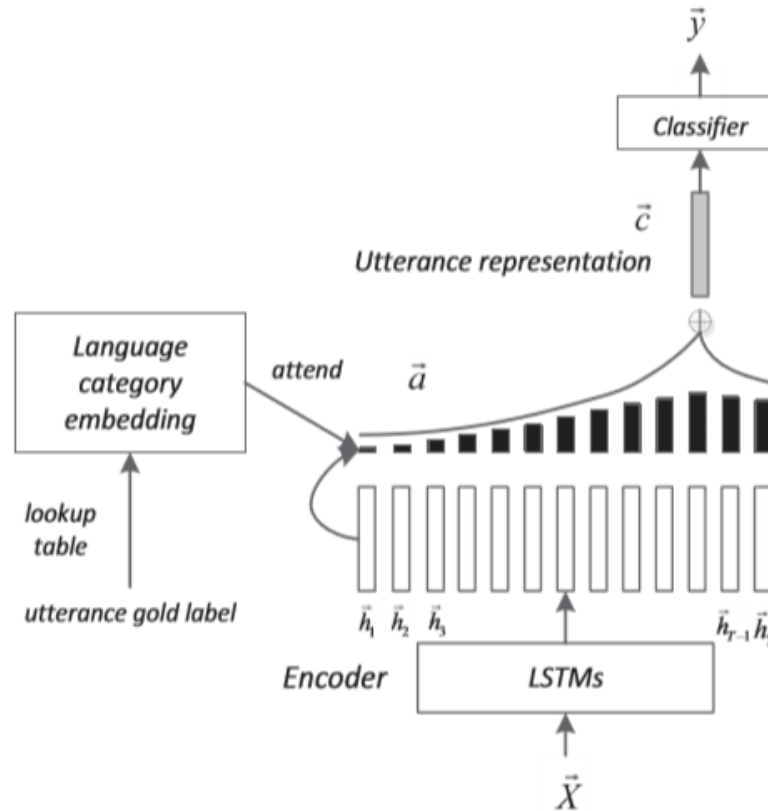 y⃗
Classifier
c⃗
Utterance representation
Language
category
embedding
attend
a⃗
lookup
table
utterance gold label
h⃗₁ h⃗₂ h⃗₃ h⃗_{T−1} h⃗
Encoder
LSTMs
X⃗